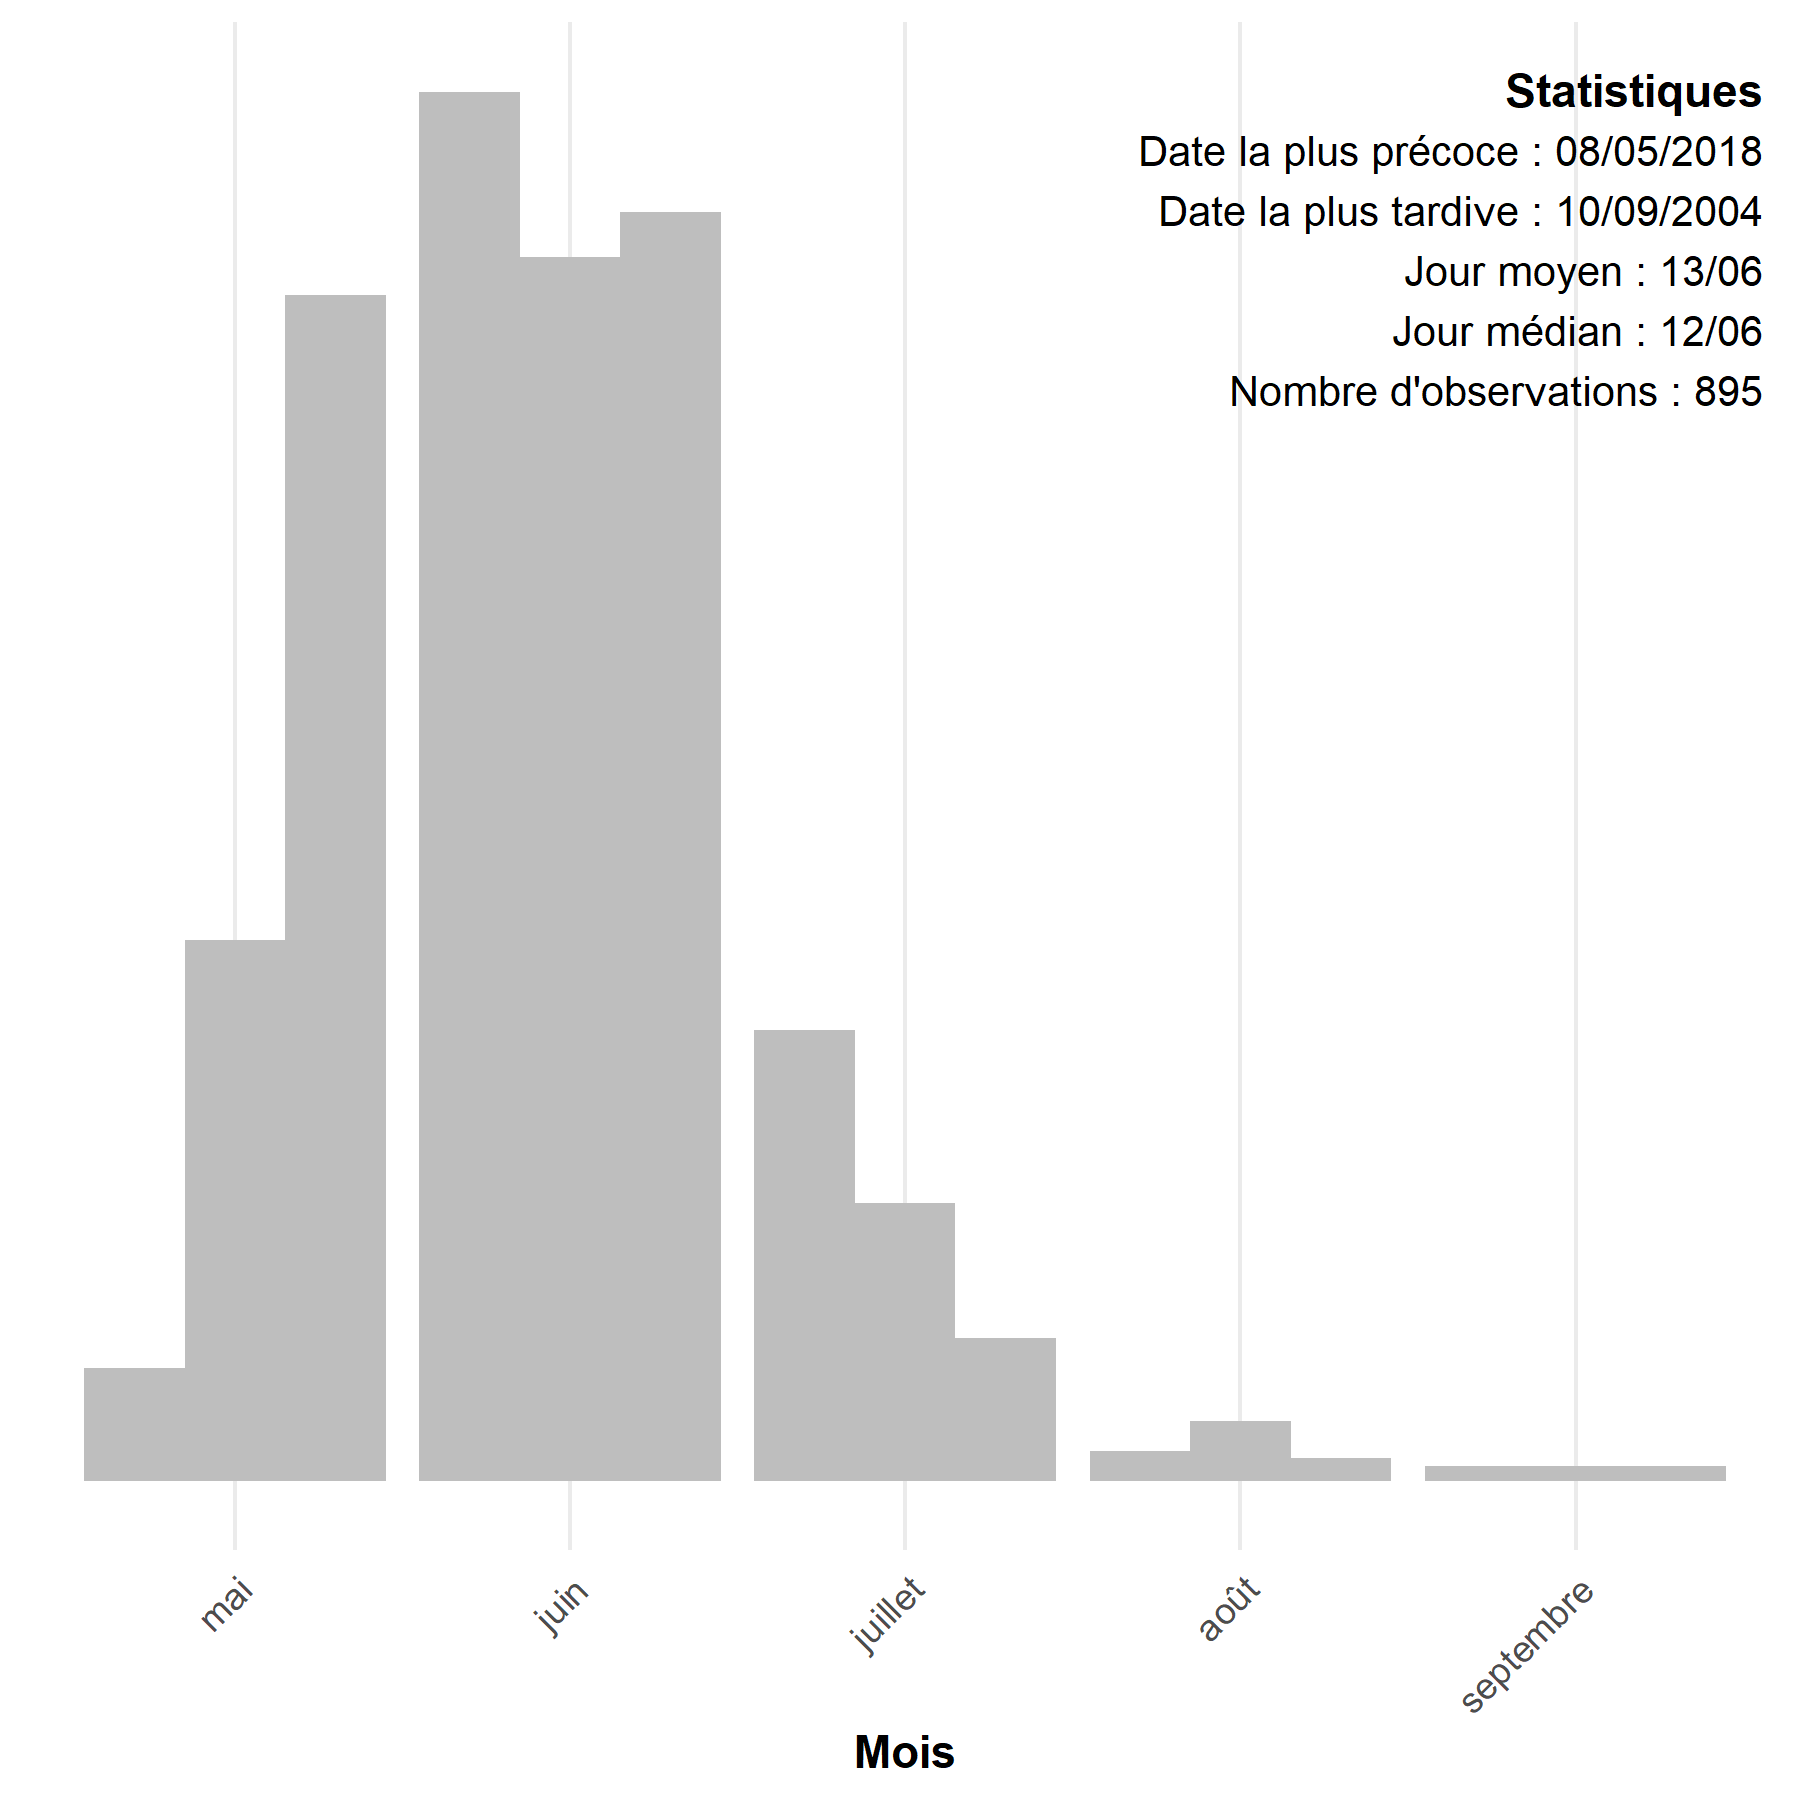 Statistiques
Date la plus précoce : 08/05/2018
Date la plus tardive : 10/09/2004
Jour moyen : 13/06
Jour médian : 12/06
Nombre d'observations : 895
mai
juin
juillet
août
septembre
Mois